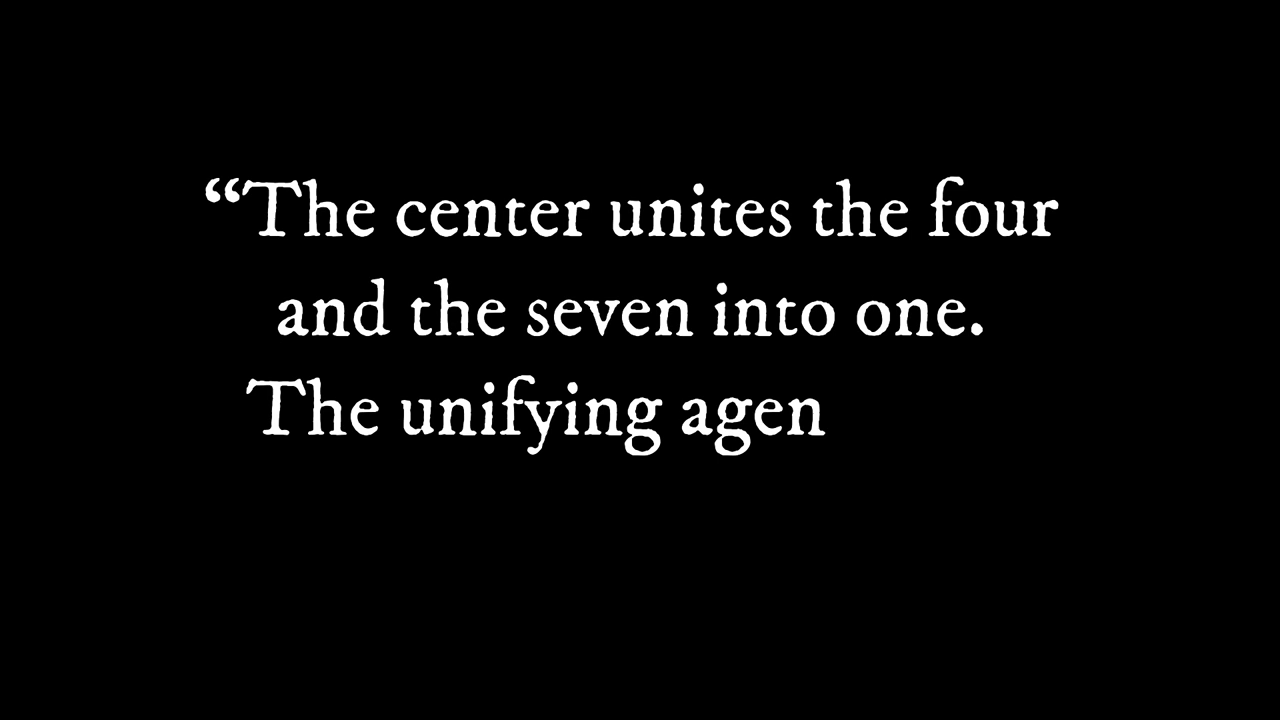 “The center unites the four
and the seven into one.
The unifying agen